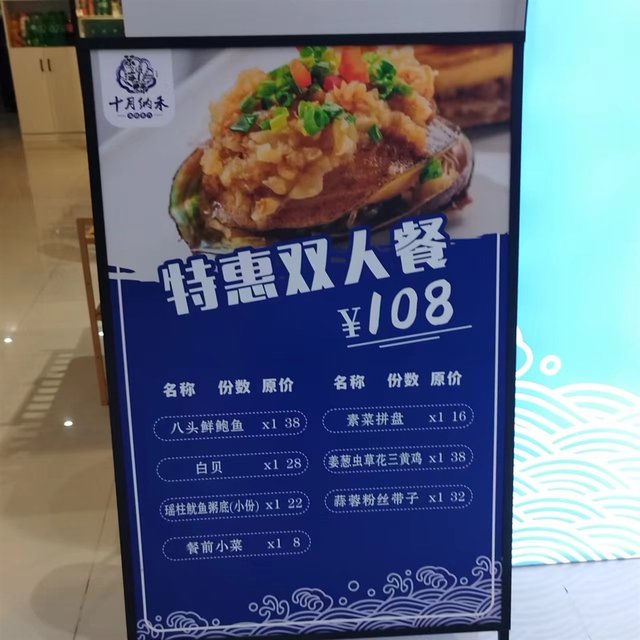 十月纳禾
特惠双人餐
¥108
名称 份数 原价
八头鲜鲍鱼 x1 38
白贝 x1 28
瑶柱鱿鱼粥底(小份) x1 22
餐前小菜 x1 8
名称 份数 原价
素菜拼盘 x1 16
姜葱虫草花三黄鸡 x1 38
蒜蓉粉丝带子 x1 32